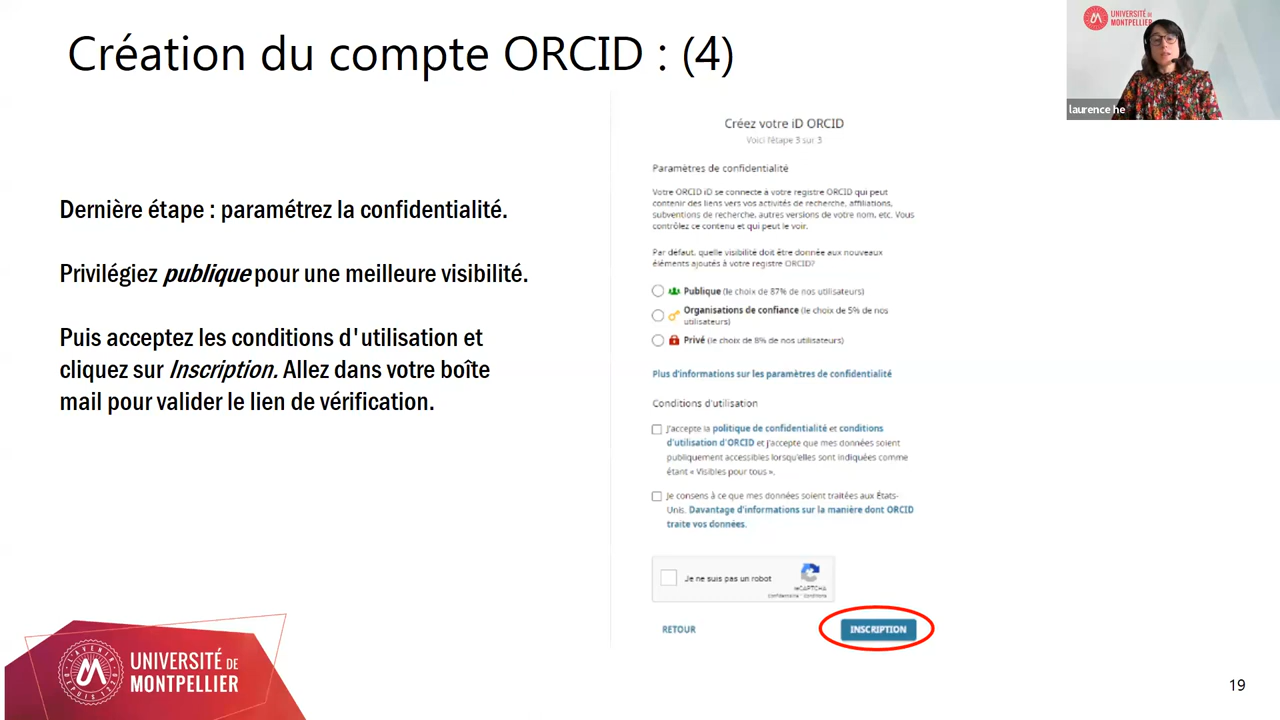 Création du compte ORCID : (4)
UNIVERSITÉ DE
MONTPELLIER
laurence he
Dernière étape : paramétrez la confidentialité.
Privilégiez publique pour une meilleure visibilité.
Puis acceptez les conditions d'utilisation et
cliquez sur Inscription. Allez dans votre boîte
mail pour valider le lien de vérification.
Créez votre iD ORCID
Voici l'étape 3 sur 3
Paramètres de confidentialité
Votre ORCID iD se connecte à votre registre ORCID qui peut
contenir des liens vers vos activités de recherche, affiliations,
subventions de recherche, autres versions de votre nom, etc. Vous
contrôlez ce contenu et qui peut le voir.
Par défaut, quelle visibilité doit être donnée aux nouveaux
éléments ajoutés à votre registre ORCID?
Publique (le choix de 87% de nos utilisateurs)
Organisations de confiance (le choix de 5% de nos
utilisateurs)
Privé (le choix de 8% de nos utilisateurs)
Plus d'informations sur les paramètres de confidentialité
Conditions d'utilisation
J'accepte la politique de confidentialité et conditions
d'utilisation d'ORCID et j'accepte que mes données soient
publiquement accessibles lorsqu'elles sont indiquées comme
étant « Visibles pour tous ».
Je consens à ce que mes données soient traitées aux États-
Unis. Davantage d'informations sur la manière dont ORCID
traite vos données.
Je ne suis pas un robot
reCAPTCHA
Confidentialité - Conditions
RETOUR
INSCRIPTION
L'AVENIR
DEPUIS 1220
UNIVERSITÉ DE
MONTPELLIER
19